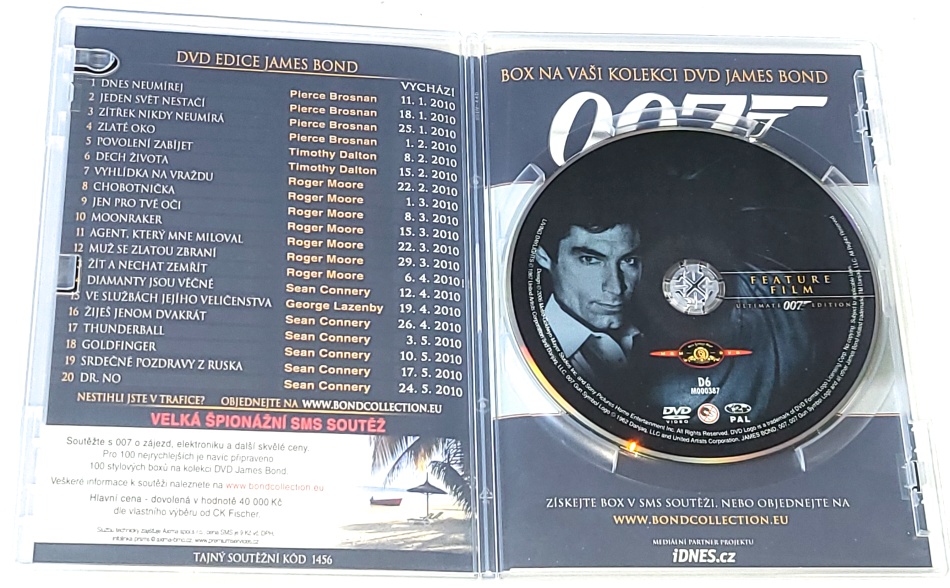 DVD EDICE JAMES BOND
VYCHÁZÍ
1 DNES NEUMÍREJ Pierce Brosnan 11. 1. 2010
2 JEDEN SVĚT NESTAČÍ Pierce Brosnan 18. 1. 2010
3 ZÍTŘEK NIKDY NEUMÍRÁ Pierce Brosnan 25. 1. 2010
4 ZLATÉ OKO Pierce Brosnan 1. 2. 2010
5 POVOLENÍ ZABÍJET Timothy Dalton 8. 2. 2010
6 DECH ŽIVOTA Timothy Dalton 15. 2. 2010
7 VYHLÍDKA NA VRAŽDU Roger Moore 22. 2. 2010
8 CHOBOTNIČKA Roger Moore 1. 3. 2010
9 JEN PRO TVÉ OČI Roger Moore 8. 3. 2010
10 MOONRAKER Roger Moore 15. 3. 2010
11 AGENT, KTERÝ MNE MILOVAL Roger Moore 22. 3. 2010
12 MUŽ SE ZLATOU ZBRANÍ Roger Moore 29. 3. 2010
ŽÍT A NECHAT ZEMŘÍT Roger Moore 6. 4. 2010
DIAMANTY JSOU VĚČNÉ Sean Connery 12. 4. 2010
15 VE SLUŽBÁCH JEJÍHO VELIČENSTVA George Lazenby 19. 4. 2010
16 ŽIJEŠ JENOM DVAKRÁT Sean Connery 26. 4. 2010
17 THUNDERBALL Sean Connery 3. 5. 2010
18 GOLDFINGER Sean Connery 10. 5. 2010
19 SRDEČNÉ POZDRAVY Z RUSKA Sean Connery 17. 5. 2010
20 DR. NO Sean Connery 24. 5. 2010
NESTIHLI JSTE V TRAFICE? OBJEDNEJTE NA WWW.BONDCOLLECTION.EU
VELKÁ ŠPIONÁŽNÍ SMS SOUTĚŽ
Soutěžte s 007 o zájezd, elektroniku a další skvělé ceny.
Pro 100 nejrychlejších je navíc připraveno
100 stylových boxů na kolekci DVD James Bond.
Veškeré informace k soutěži naleznete na www.bondcollection.eu
Hlavní cena - dovolená v hodnotě 40.000 Kč
dle vlastního výběru od CK Fischer.
TAJNÝ SOUTĚŽNÍ KÓD 1456
BOX NA VAŠI KOLEKCI DVD JAMES BOND
007
FEATURE
FILM
ULTIMATE 007 EDITION
D6
M000387
DVD
VIDEO
PAL
ZÍSKEJTE BOX V SMS SOUTĚŽI, NEBO OBJEDNEJTE NA
WWW.BONDCOLLECTION.EU
MEDIÁLNÍ PARTNER PROJEKTU
iDNES.cz